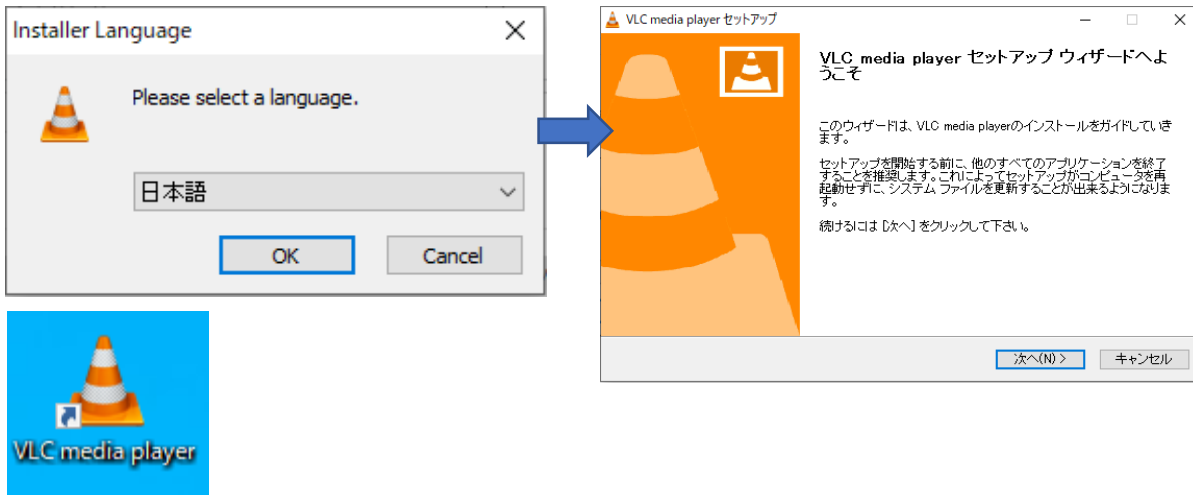 Installer Language
Please select a language.
日本語
OK
Cancel
VLC media player セットアップ
VLC media player セットアップ ウィザードへよ
うこそ
このウィザードは、VLC media playerのインストールをガイドしていき
ます。
セットアップを開始する前に、他のすべてのアプリケーションを終了
することを推奨します。これによってセットアップがコンピュータを再
起動せずに、システム ファイルを更新することが出来るようになりま
す。
続けるには [次へ] をクリックして下さい。
次へ(N) >
キャンセル
VLC media player